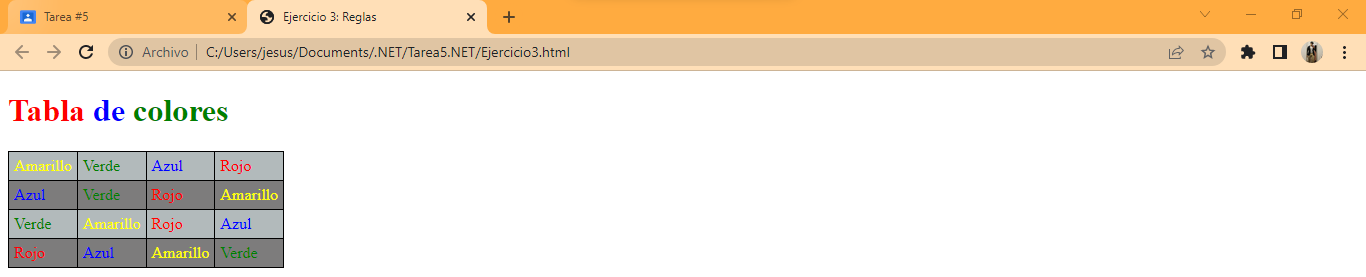 Tarea #5
Ejercicio 3: Reglas
Archivo C:/Users/jesus/Documents/.NET/Tarea5.NET/Ejercicio3.html
Tabla de colores
Amarillo Verde Azul Rojo
Azul Verde Rojo Amarillo
Verde Amarillo Rojo Azul
Rojo Azul Amarillo Verde